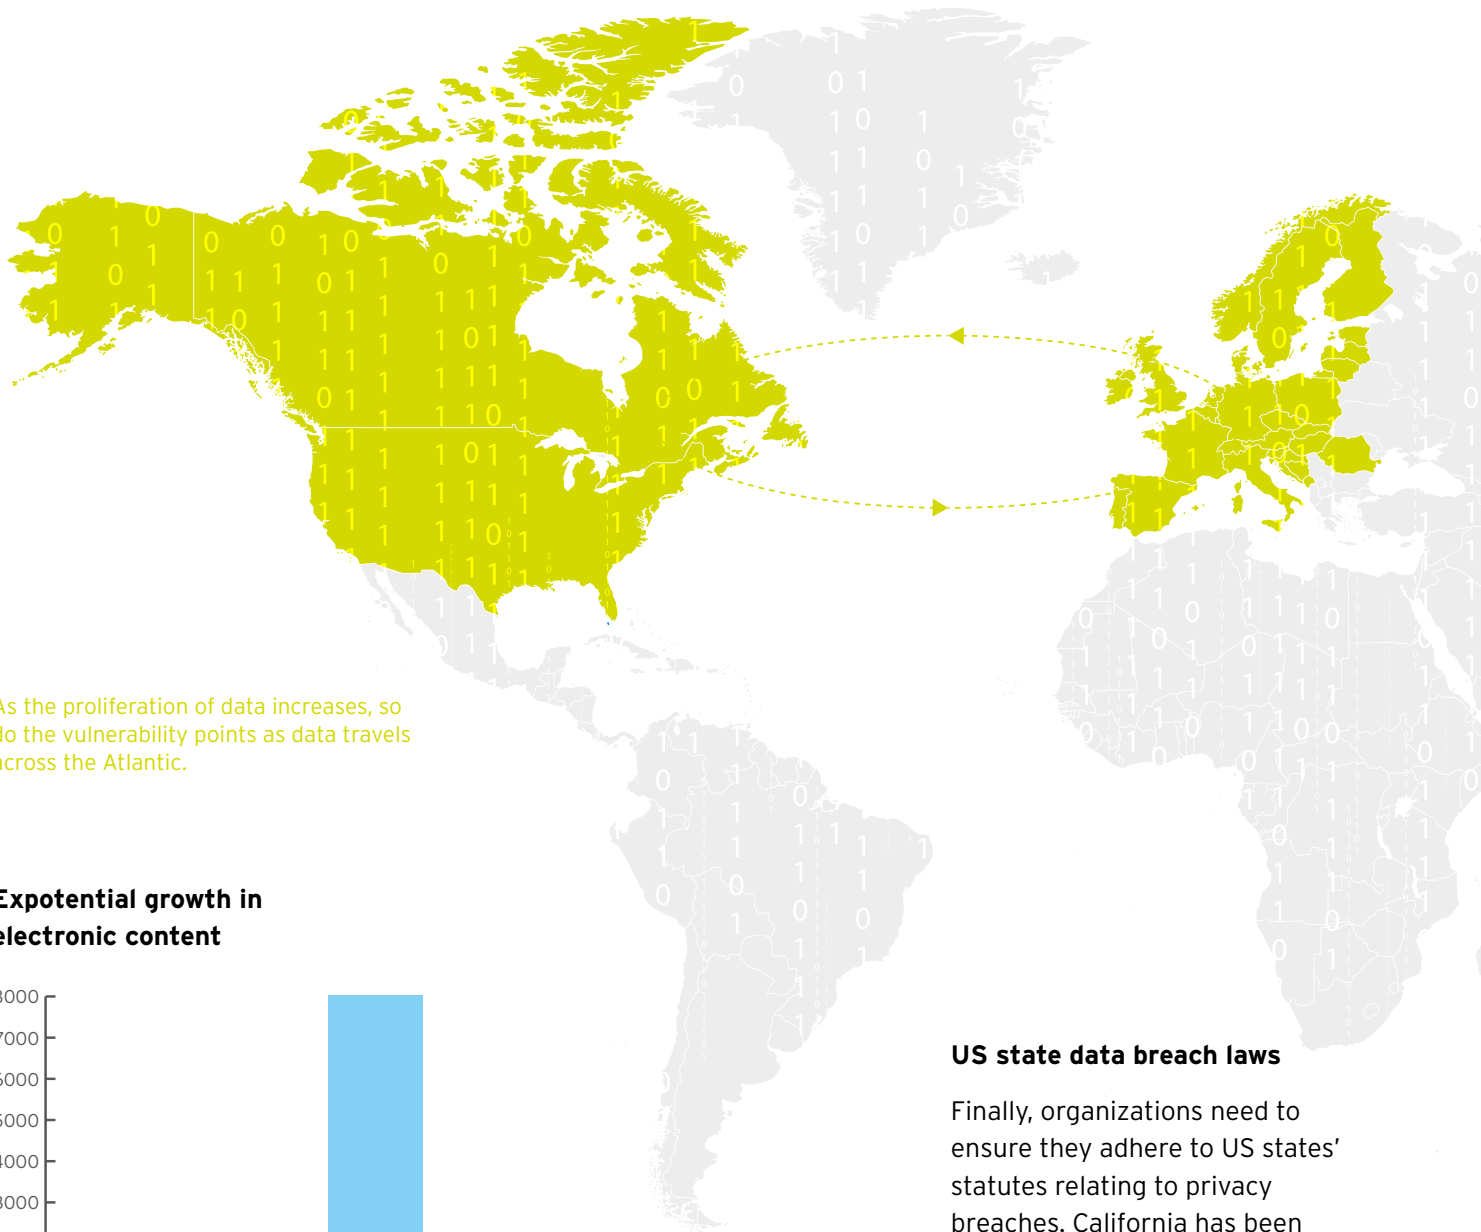 As the proliferation of data increases, so
do the vulnerability points as data travels
across the Atlantic.
Expotential growth in
electronic content
8000
7000
6000
5000
4000
3000
US state data breach laws
Finally, organizations need to
ensure they adhere to US states’
statutes relating to privacy
breaches. California has been